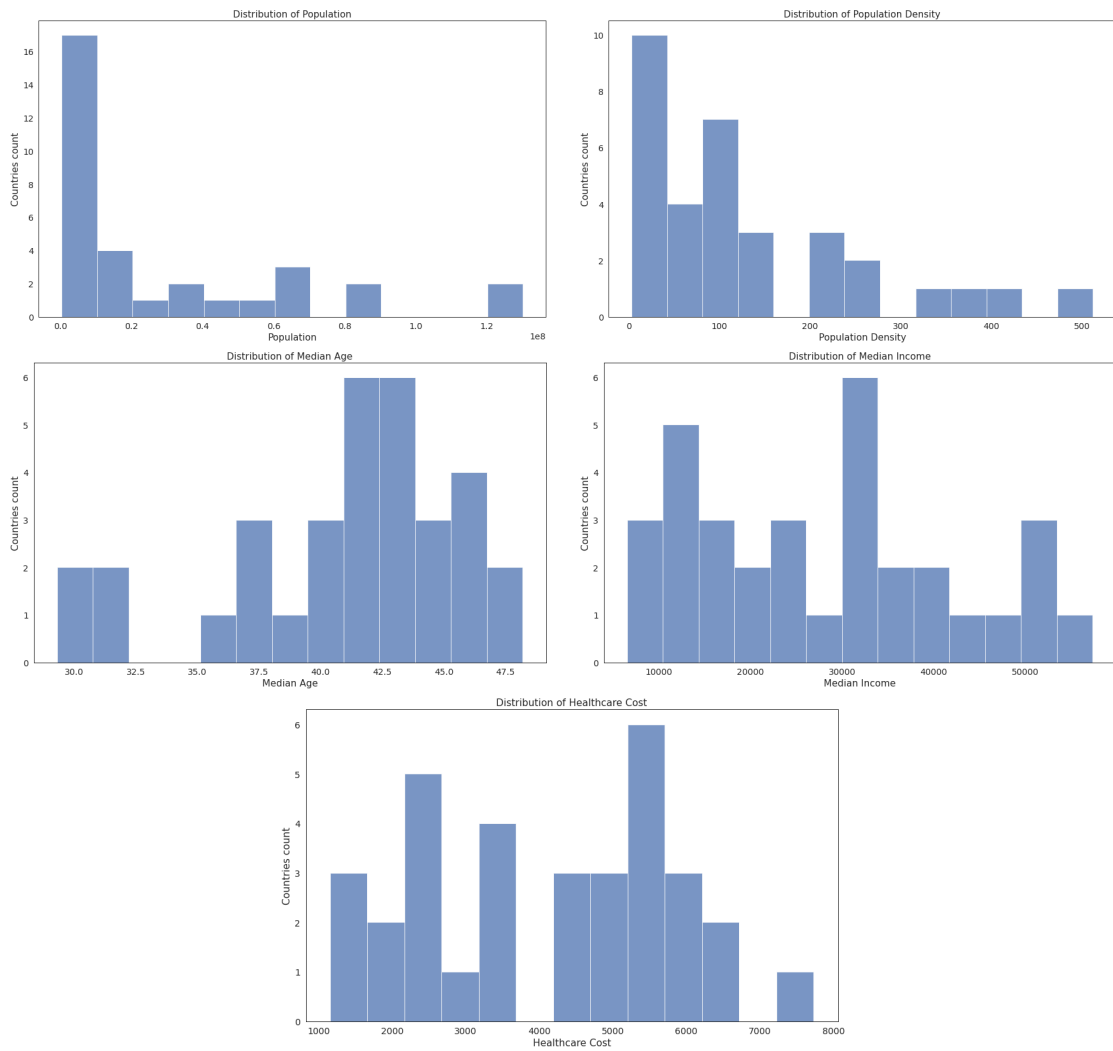 Distribution of Population
Countries count
16
14
12
10
8
6
4
2
0
0.0 0.2 0.4 0.6 0.8 1.0 1.2
1e8
Population
Distribution of Population Density
Countries count
10
8
6
4
2
0
0 100 200 300 400 500
Population Density
Distribution of Median Age
Countries count
6
5
4
3
2
1
0
30.0 32.5 35.0 37.5 40.0 42.5 45.0 47.5
Median Age
Distribution of Median Income
Countries count
6
5
4
3
2
1
0
10000 20000 30000 40000 50000
Median Income
Distribution of Healthcare Cost
Countries count
6
5
4
3
2
1
0
1000 2000 3000 4000 5000 6000 7000 8000
Healthcare Cost